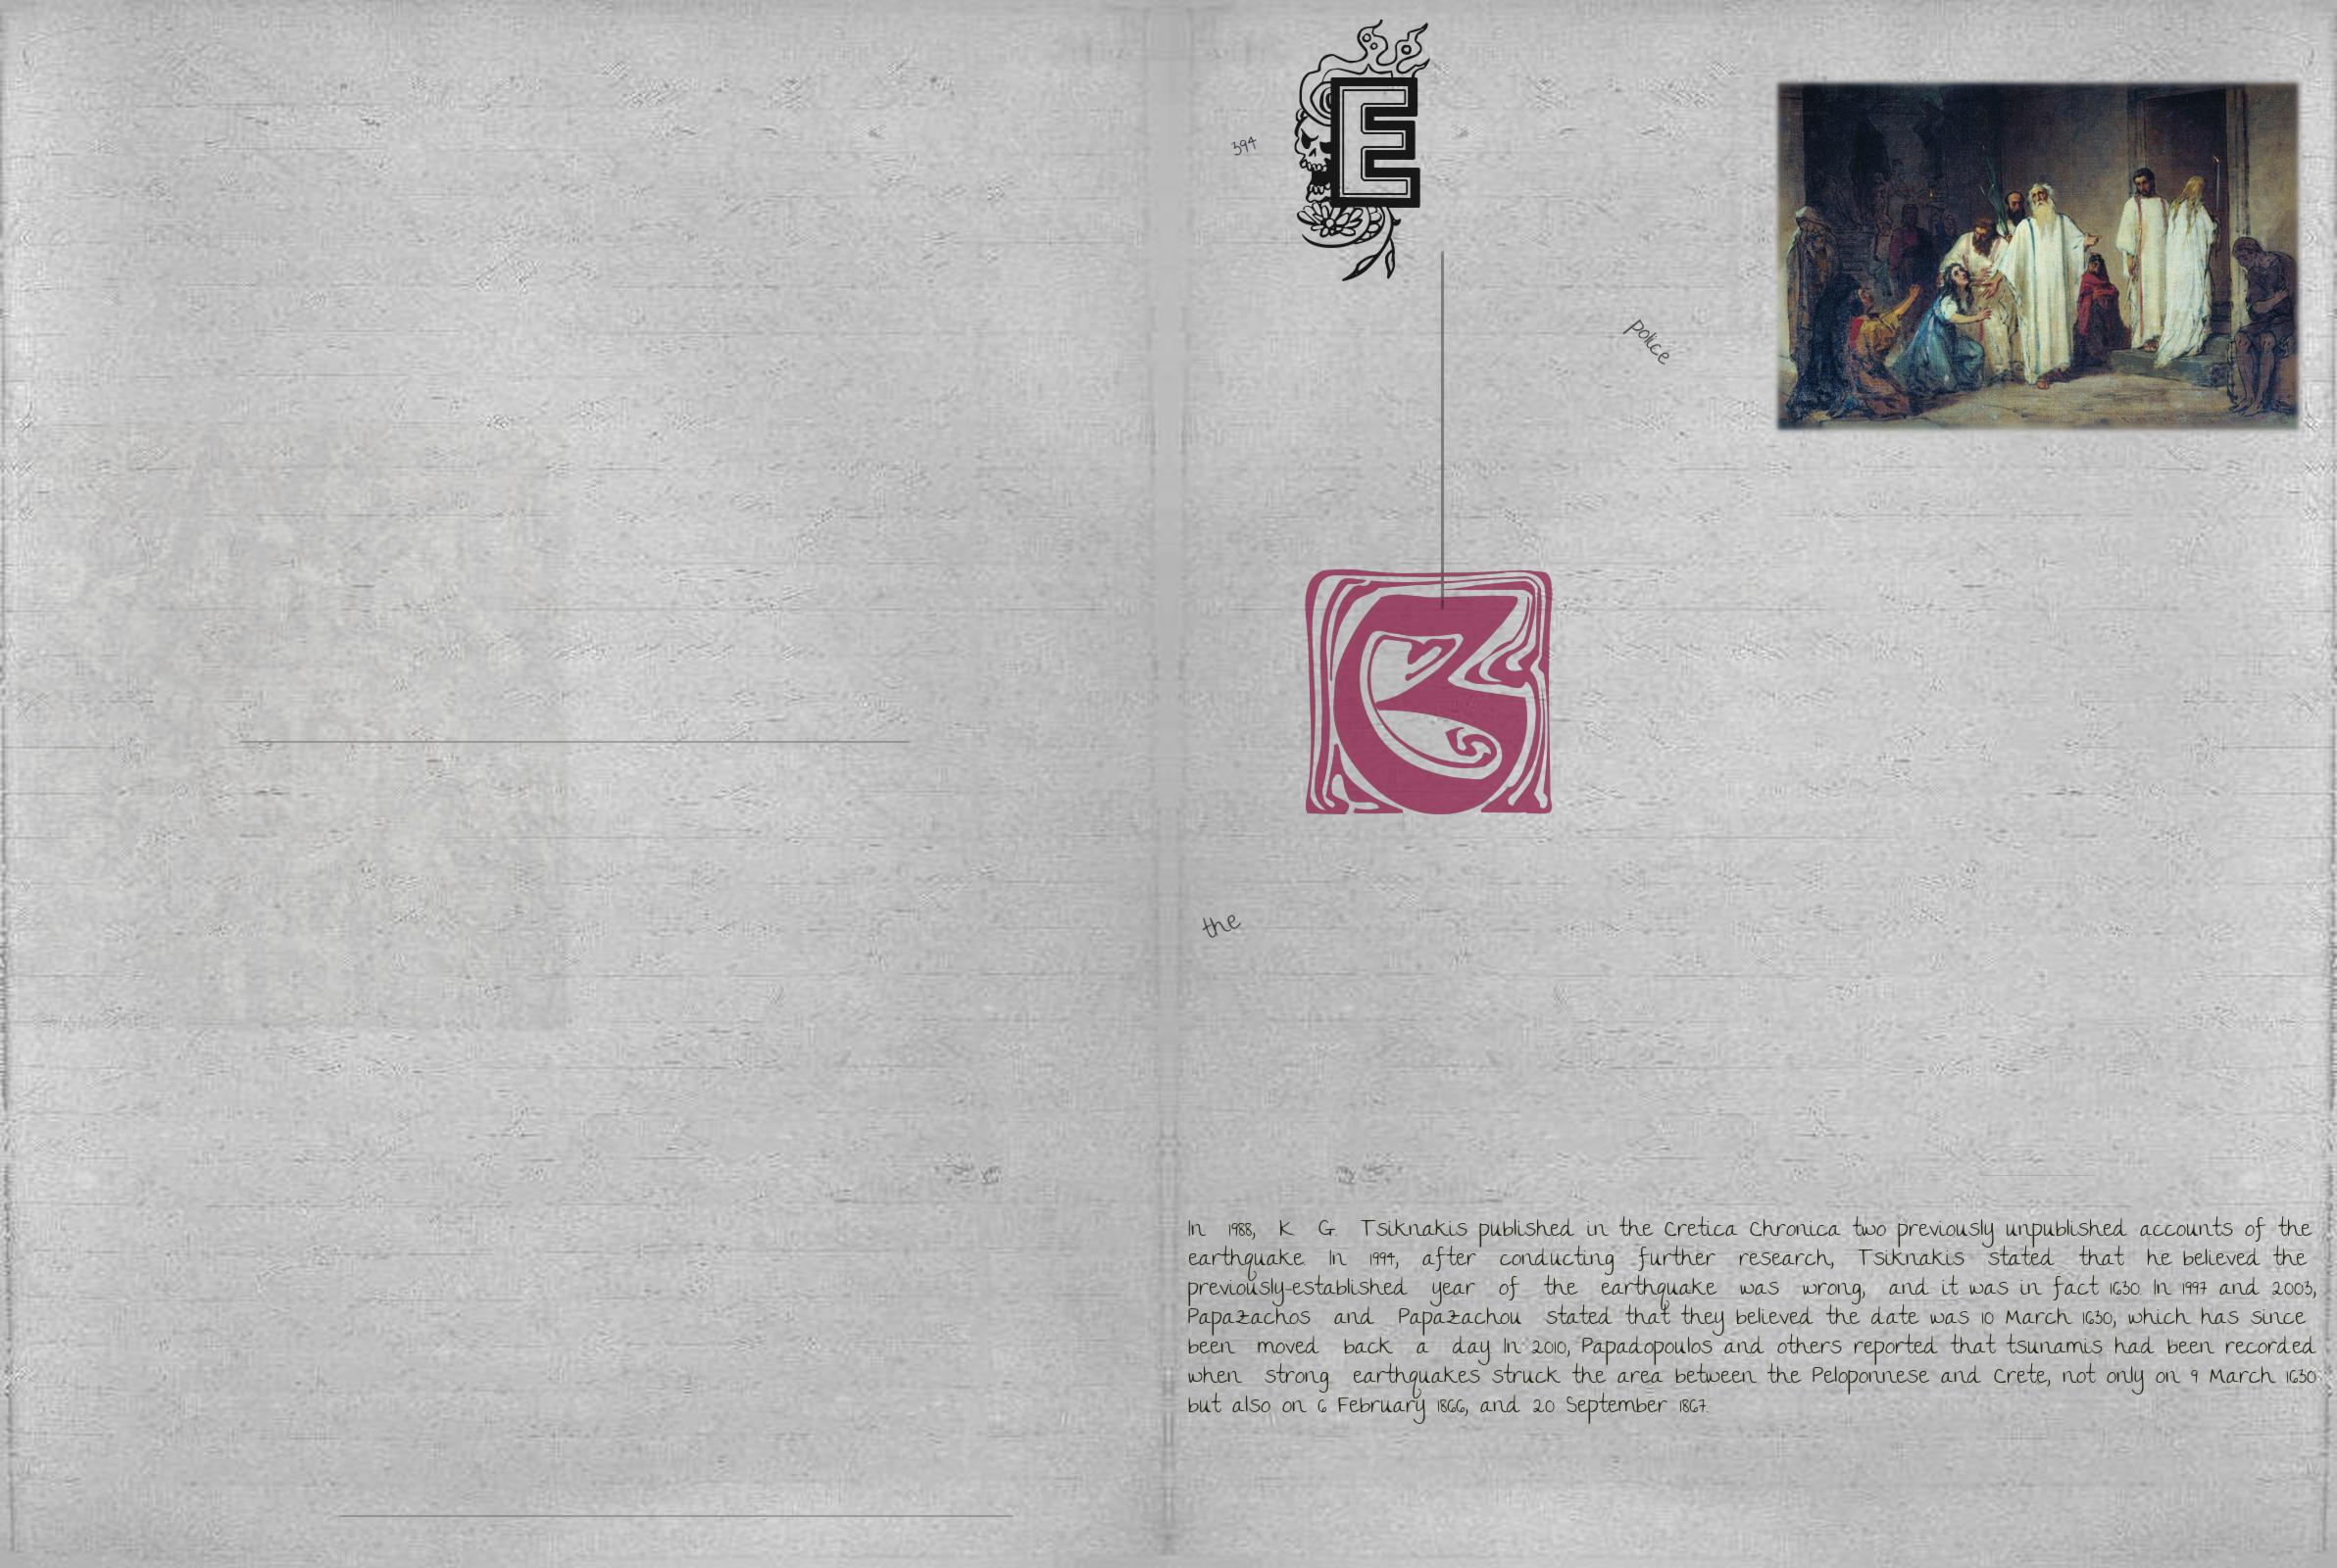 394
E
police
the
In 1988, K. G. Tsiknakis published in the Cretica Chronica two previously unpublished accounts of the
earthquake. In 1994, after conducting further research, Tsiknakis stated that he believed the
previously-established year of the earthquake was wrong, and it was in fact 1630. In 1997 and 2003,
Papazachos and Papazachou stated that they believed the date was 10 March 1630, which has since
been moved back a day. In 2010, Papadopoulos and others reported that tsunamis had been recorded
when strong earthquakes struck the area between the Peloponnese and Crete, not only on 9 March 1630
but also on 6 February 1866, and 20 September 1867.